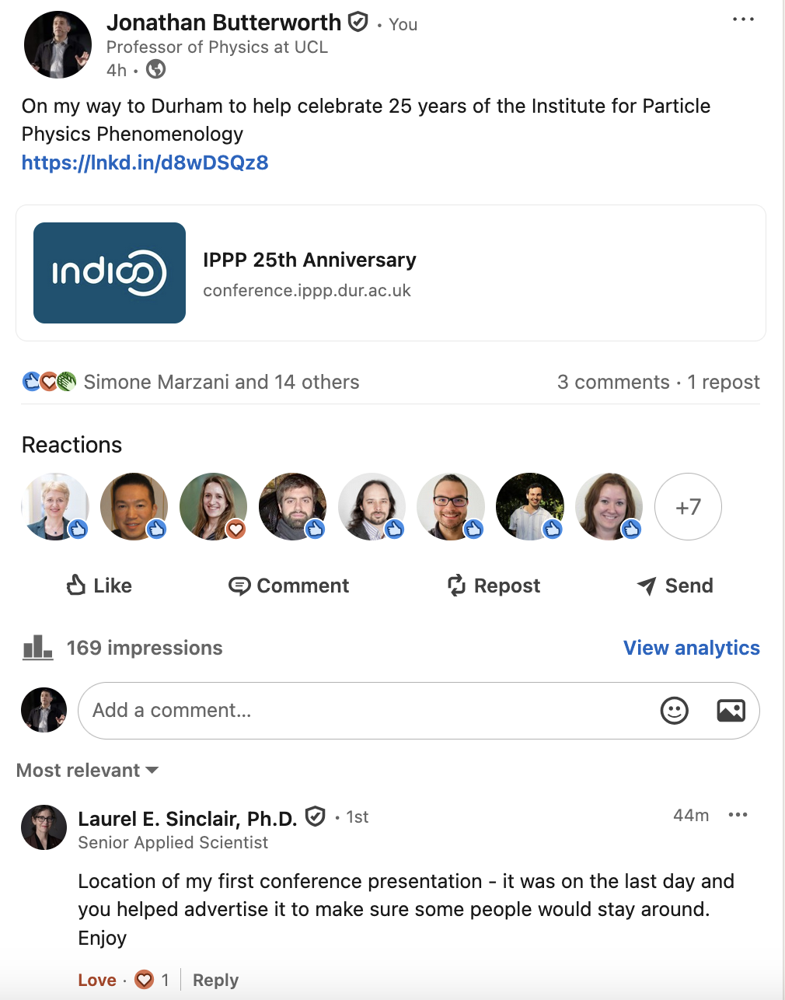 Jonathan Butterworth • You
Professor of Physics at UCL
4h •
On my way to Durham to help celebrate 25 years of the Institute for Particle
Physics Phenomenology
https://lnkd.in/d8wDSQz8
indico
IPPP 25th Anniversary
conference.ippp.dur.ac.uk
Simone Marzani and 14 others
3 comments · 1 repost
Reactions
+7
Like
Comment
Repost
Send
169 impressions
View analytics
Add a comment...
Most relevant
Laurel E. Sinclair, Ph.D. • 1st
44m
Senior Applied Scientist
Location of my first conference presentation - it was on the last day and
you helped advertise it to make sure some people would stay around.
Enjoy
Love · 1 | Reply